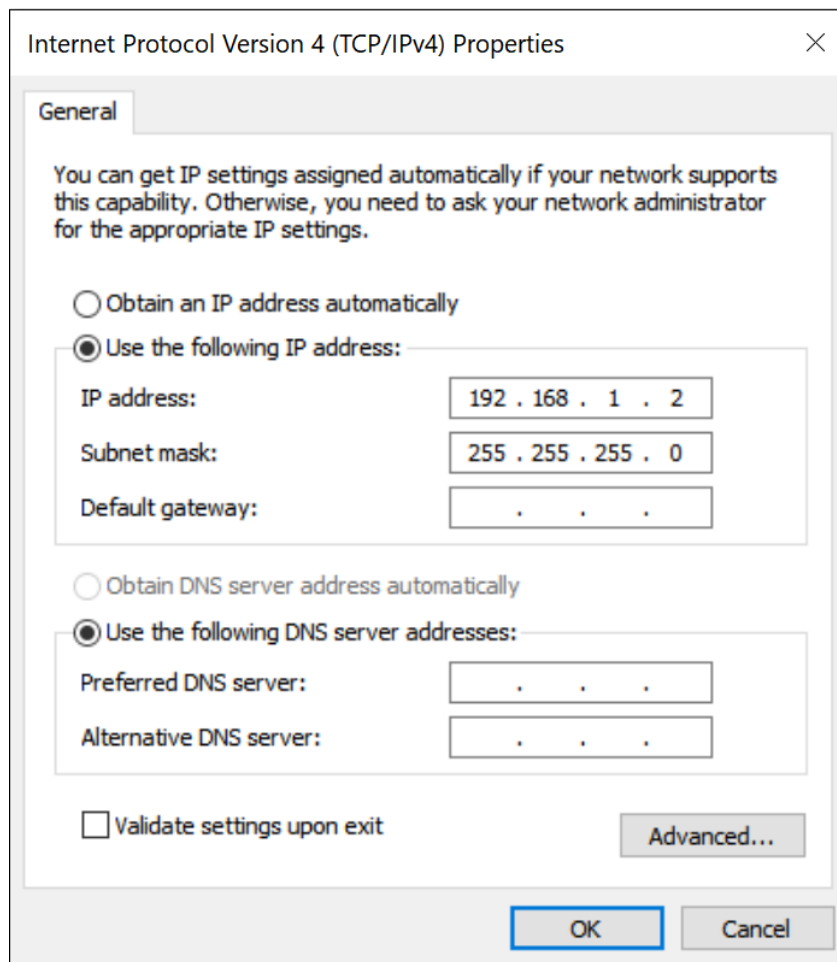 Internet Protocol Version 4 (TCP/IPv4) Properties
General
You can get IP settings assigned automatically if your network supports
this capability. Otherwise, you need to ask your network administrator
for the appropriate IP settings.
Obtain an IP address automatically
Use the following IP address:
IP address: 192 . 168 . 1 . 2
Subnet mask: 255 . 255 . 255 . 0
Default gateway: . . .
Obtain DNS server address automatically
Use the following DNS server addresses:
Preferred DNS server: . . .
Alternative DNS server: . . .
Validate settings upon exit
Advanced...
OK Cancel